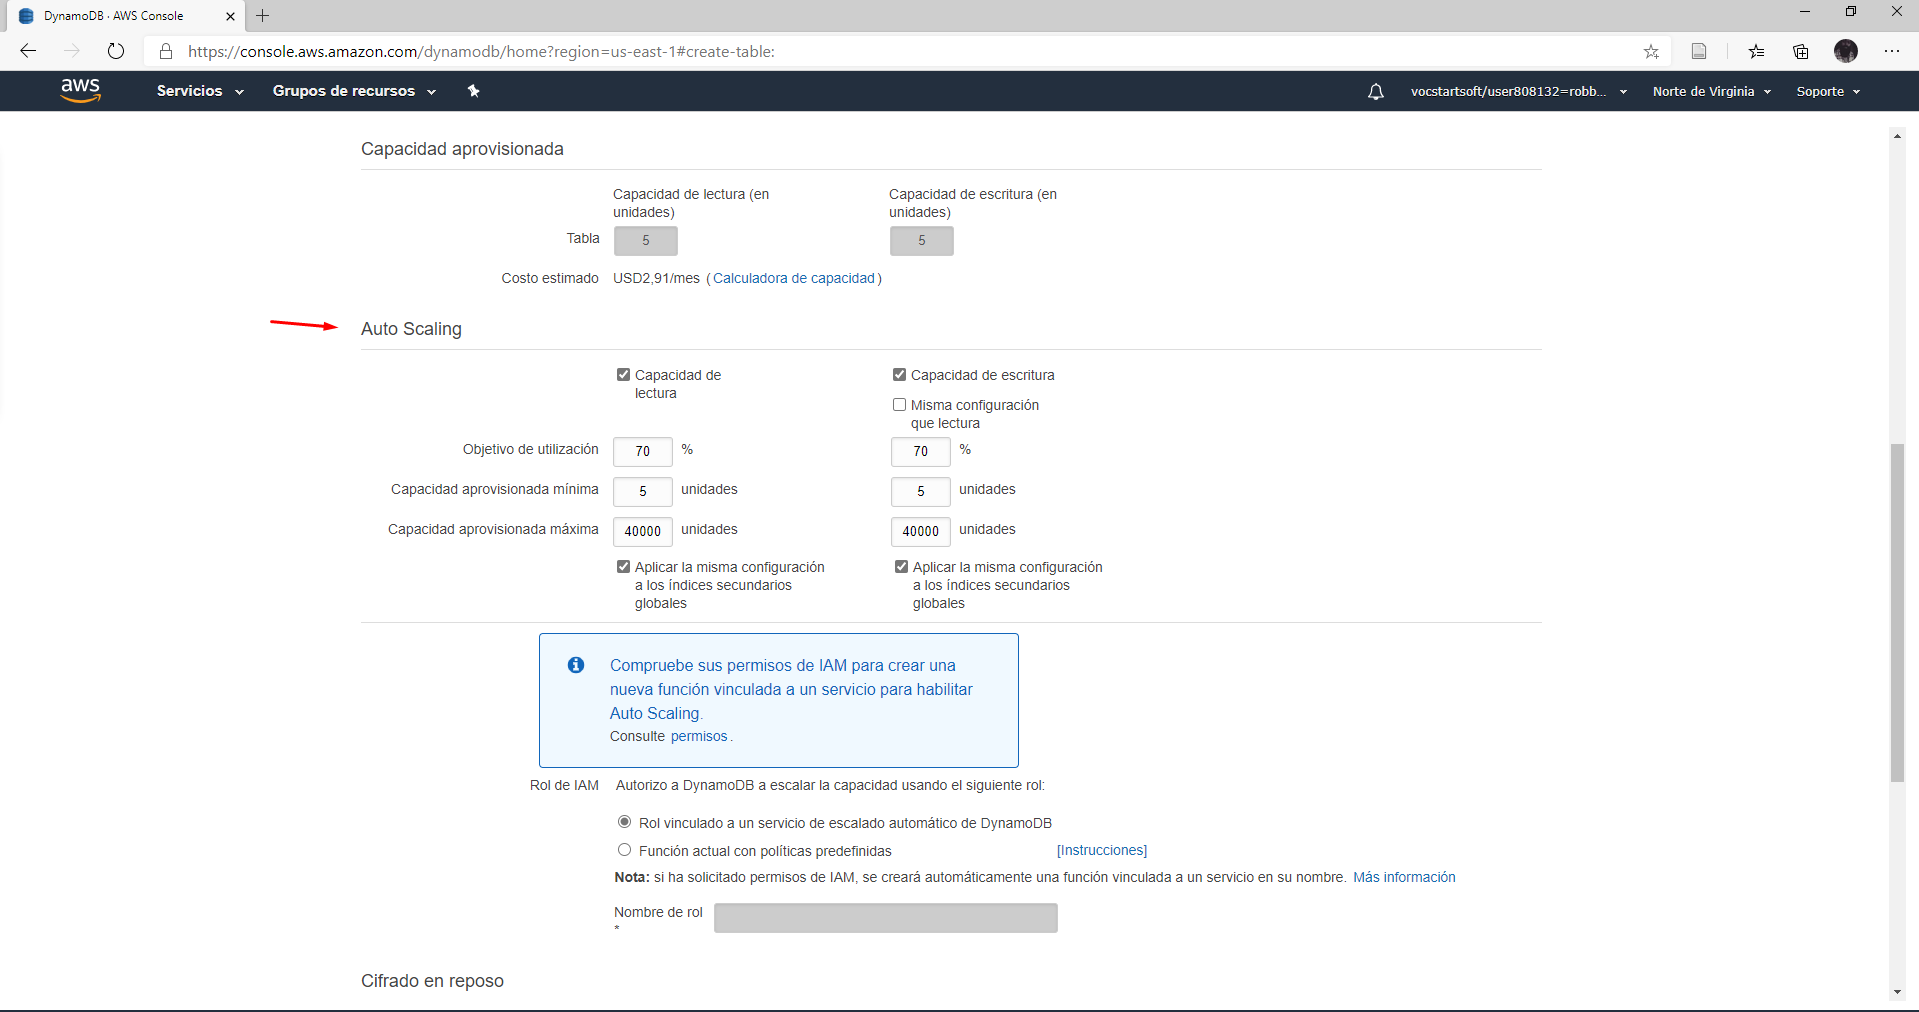 DynamoDB · AWS Console
https://console.aws.amazon.com/dynamodb/home?region=us-east-1#create-table:
aws
Servicios
Grupos de recursos
vocstartsoft/user808132=robb...
Norte de Virginia
Soporte
Capacidad aprovisionada
Capacidad de lectura (en
unidades)
Capacidad de escritura (en
unidades)
Tabla
5
5
Costo estimado
USD2,91/mes (Calculadora de capacidad)
Auto Scaling
Capacidad de
lectura
Capacidad de escritura
Misma configuración
que lectura
Objetivo de utilización
70 %
70 %
Capacidad aprovisionada mínima
5 unidades
5 unidades
Capacidad aprovisionada máxima
40000 unidades
40000 unidades
Aplicar la misma configuración
a los índices secundarios
globales
Aplicar la misma configuración
a los índices secundarios
globales
Compruebe sus permisos de IAM para crear una
nueva función vinculada a un servicio para habilitar
Auto Scaling.
Consulte permisos.
Rol de IAM
Autorizo a DynamoDB a escalar la capacidad usando el siguiente rol:
Rol vinculado a un servicio de escalado automático de DynamoDB
Función actual con políticas predefinidas
[Instrucciones]
Nota: si ha solicitado permisos de IAM, se creará automáticamente una función vinculada a un servicio en su nombre. Más información
Nombre de rol
*
Cifrado en reposo